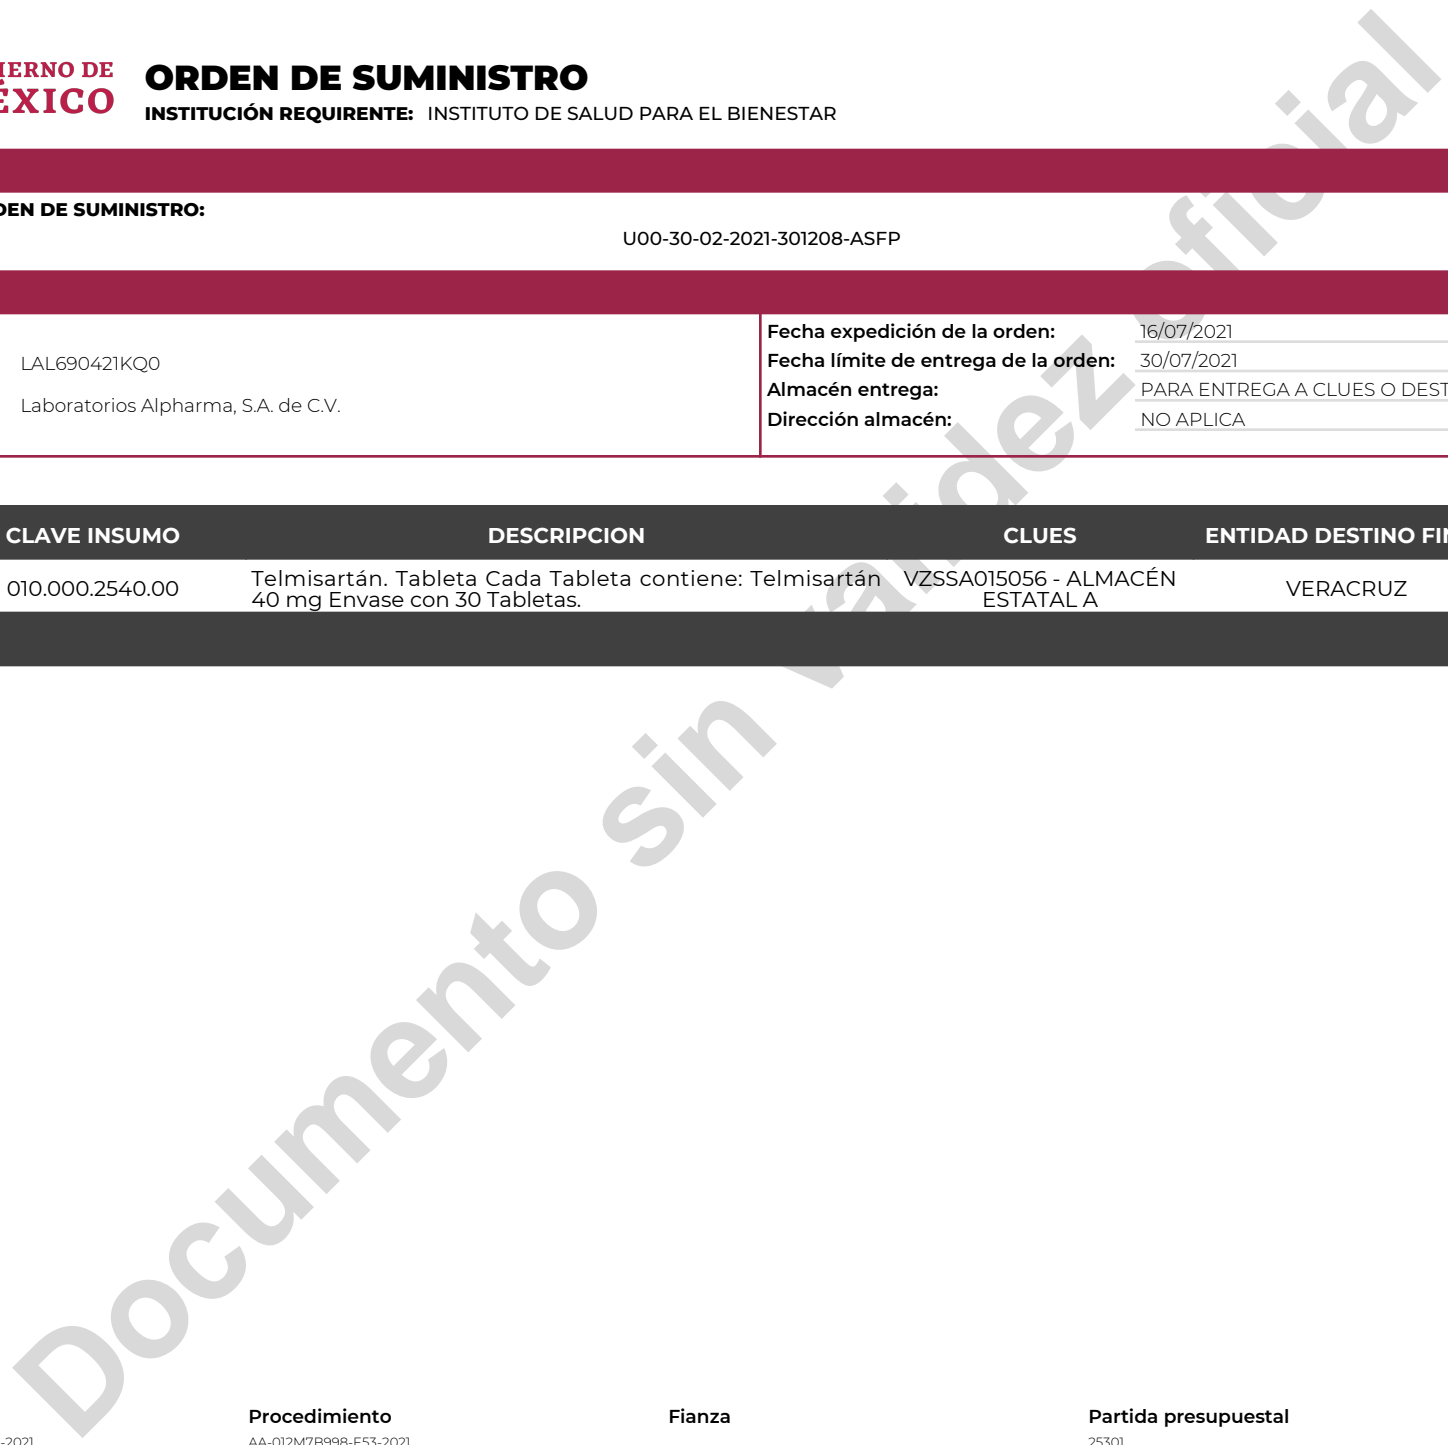 ORDEN DE SUMINISTRO
INSTITUCIÓN REQUIRENTE: INSTITUTO DE SALUD PARA EL BIENESTAR
IERNO DE
ÉXICO
DEN DE SUMINISTRO:
U00-30-02-2021-301208-ASFP
LAL690421KQ0
Laboratorios Alpharma, S.A. de C.V.
Fecha expedición de la orden: 16/07/2021
Fecha límite de entrega de la orden: 30/07/2021
Almacén entrega: PARA ENTREGA A CLUES O DEST
Dirección almacén: NO APLICA
CLAVE INSUMO DESCRIPCION CLUES ENTIDAD DESTINO FIN
010.000.2540.00 Telmisartán. Tableta Cada Tableta contiene: Telmisartán VZSSA015056 - ALMACÉN VERACRUZ
40 mg Envase con 30 Tabletas. ESTATAL A
Documento sin validez oficial
Procedimiento Fianza Partida presupuestal
-2021 AA-012M7B998-E53-2021 25301